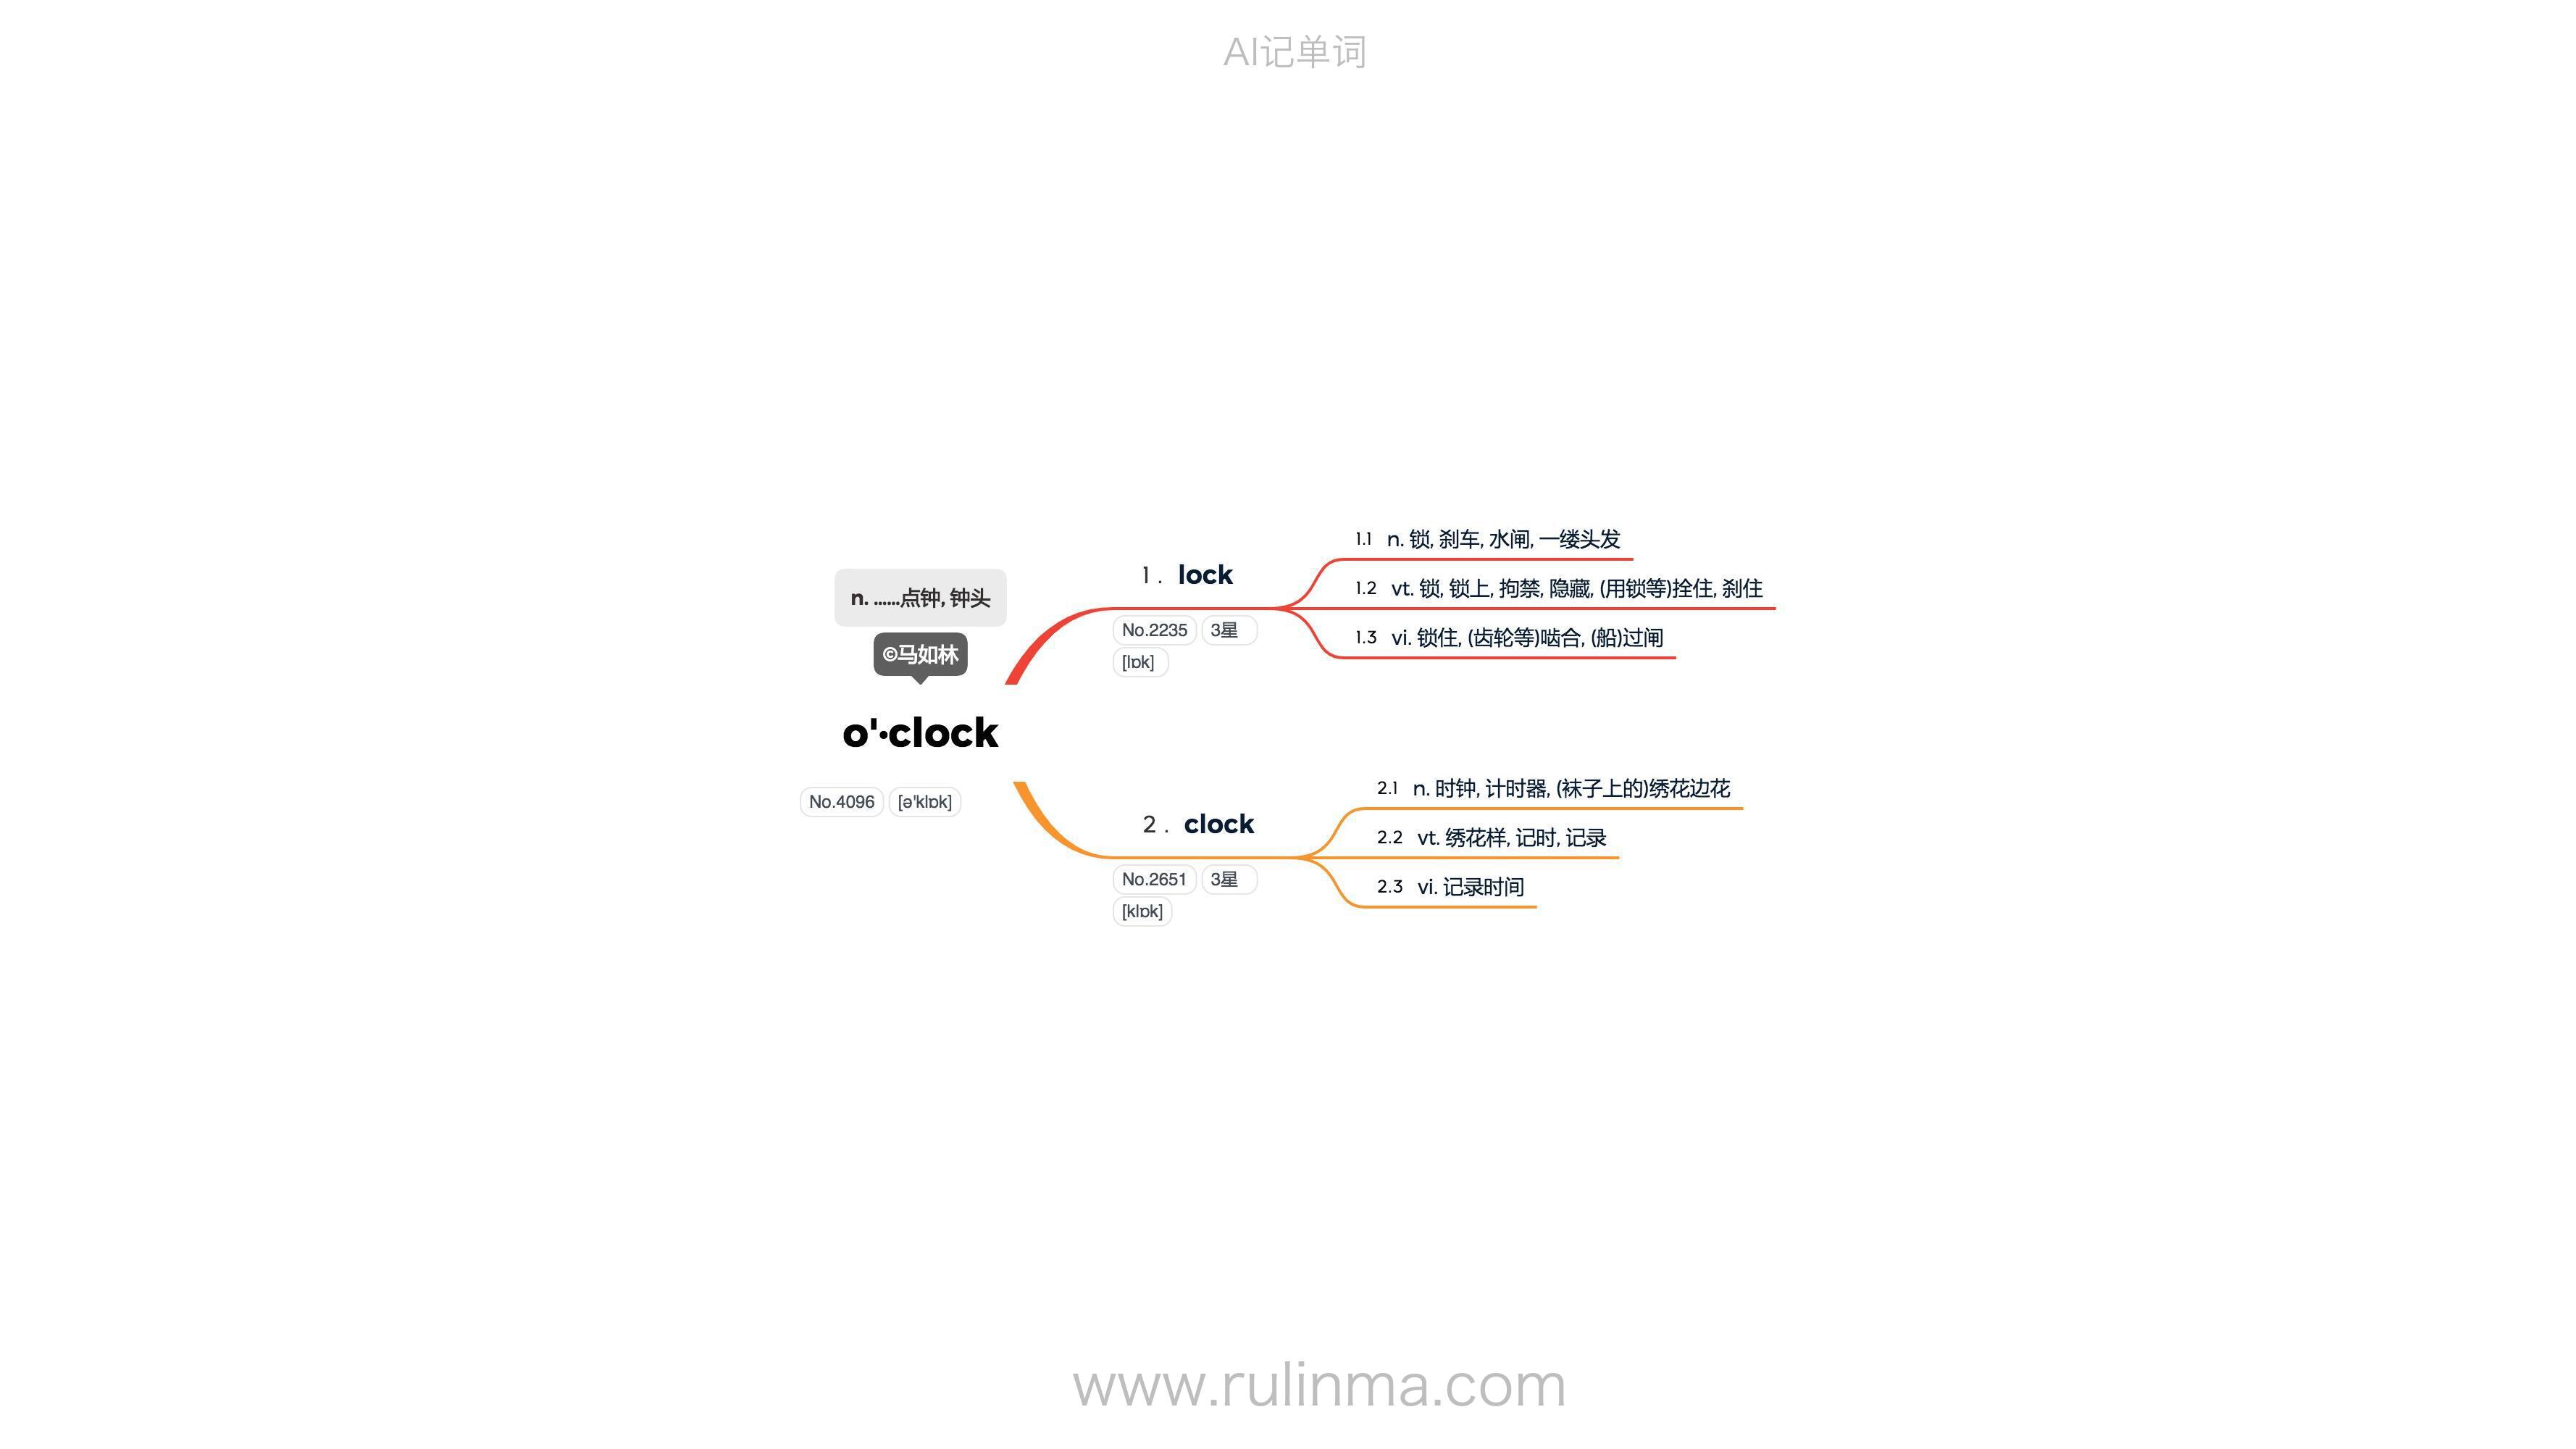 AI记单词
n. ......点钟, 钟头
©马如林
o'·clock
No.4096 [ə'klɒk]
1 . lock
No.2235 3星
[lɒk]
1.1 n. 锁, 刹车, 水闸, 一缕头发
1.2 vt. 锁, 锁上, 拘禁, 隐藏, (用锁等)拴住, 刹住
1.3 vi. 锁住, (齿轮等)啮合, (船)过闸
2 . clock
No.2651 3星
[klɒk]
2.1 n. 时钟, 计时器, (袜子上的)绣花边花
2.2 vt. 绣花样, 记时, 记录
2.3 vi. 记录时间
www.rulinma.com